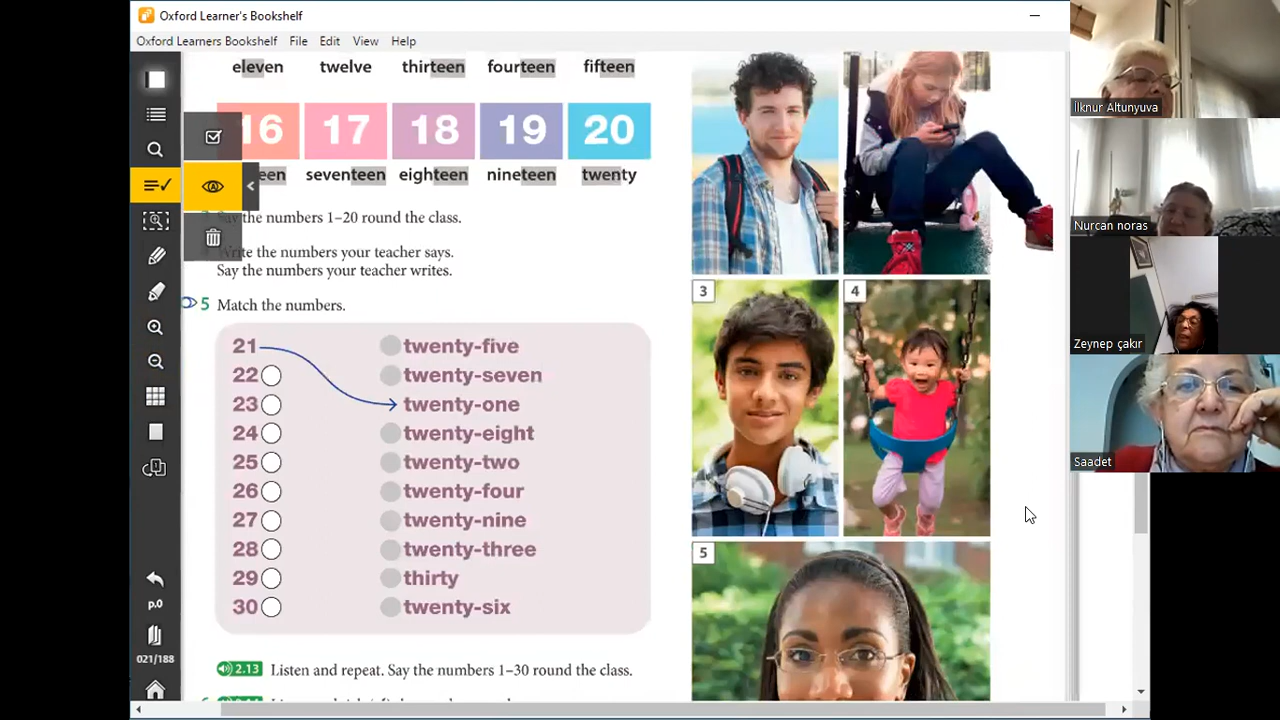 Oxford Learner's Bookshelf
Oxford Learners Bookshelf File Edit View Help
eleven twelve thirteen fourteen fifteen
16 17 18 19 20
een seventeen eighteen nineteen twenty
Say the numbers 1–20 round the class.
Write the numbers your teacher says.
Say the numbers your teacher writes.
5 Match the numbers.
21 twenty-five
22 twenty-seven
23 twenty-one
24 twenty-eight
25 twenty-two
26 twenty-four
27 twenty-nine
28 twenty-three
29 thirty
30 twenty-six
2.13 Listen and repeat. Say the numbers 1–30 round the class.
3
4
5
p.0
021/188
İlknur Altunyuva
Nurcan noras
Zeynep çakır
Saadet